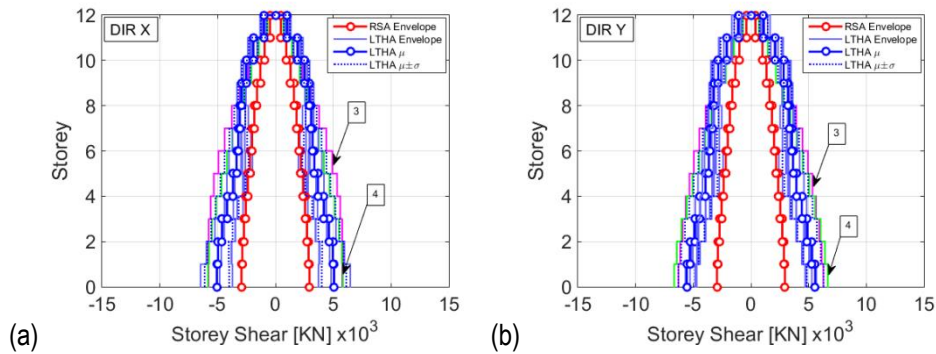 DIR X
RSA Envelope
LTHA Envelope
LTHA μ
LTHA μ±σ
3
4
12
10
8
6
4
2
0
Storey
-15 -10 -5 0 5 10 15
Storey Shear [KN] x10³
(a)
DIR Y
RSA Envelope
LTHA Envelope
LTHA μ
LTHA μ±σ
3
4
12
10
8
6
4
2
0
Storey
-15 -10 -5 0 5 10 15
Storey Shear [KN] x10³
(b)